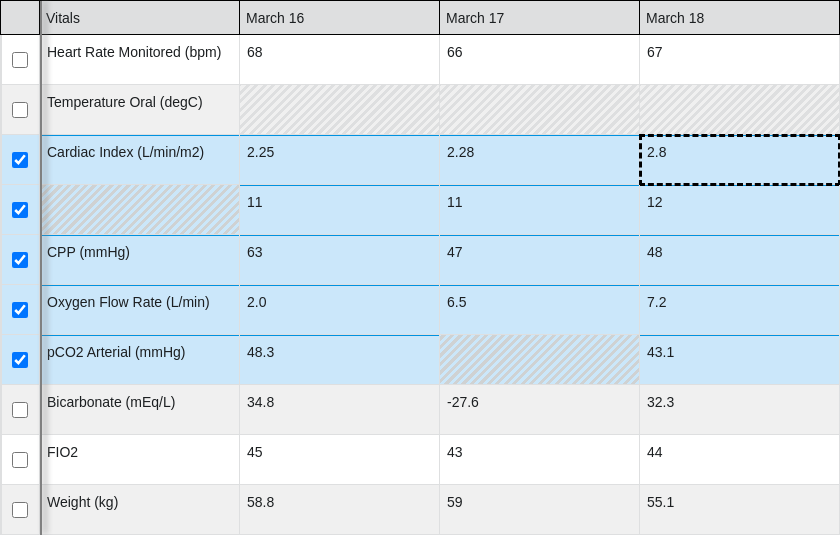 Vitals March 16 March 17 March 18
Heart Rate Monitored (bpm) 68 66 67
Temperature Oral (degC)
Cardiac Index (L/min/m2) 2.25 2.28 2.8
11 11 12
CPP (mmHg) 63 47 48
Oxygen Flow Rate (L/min) 2.0 6.5 7.2
pCO2 Arterial (mmHg) 48.3 43.1
Bicarbonate (mEq/L) 34.8 -27.6 32.3
FIO2 45 43 44
Weight (kg) 58.8 59 55.1